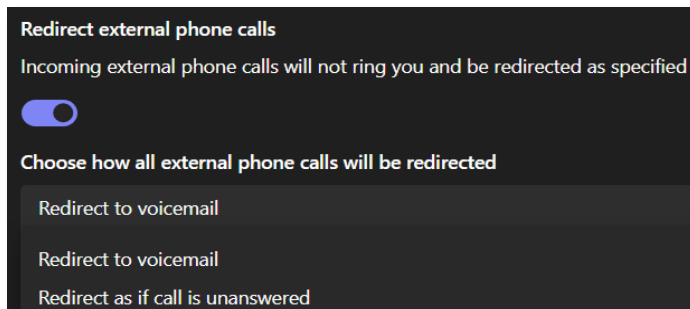 Redirect external phone calls
Incoming external phone calls will not ring you and be redirected as specified
Choose how all external phone calls will be redirected
Redirect to voicemail
Redirect to voicemail
Redirect as if call is unanswered